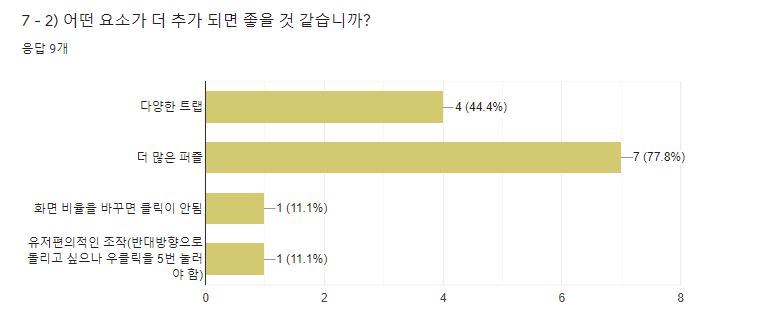 7 - 2) 어떤 요소가 더 추가 되면 좋을 것 같습니까?
응답 9개
다양한 트랩
4 (44.4%)
더 많은 퍼즐
7 (77.8%)
화면 비율을 바꾸면 클릭이 안됨
1 (11.1%)
유저편의적인 조작(반대방향으로
돌리고 싶으나 우클릭을 5번 눌러
야 함)
1 (11.1%)
0 2 4 6 8